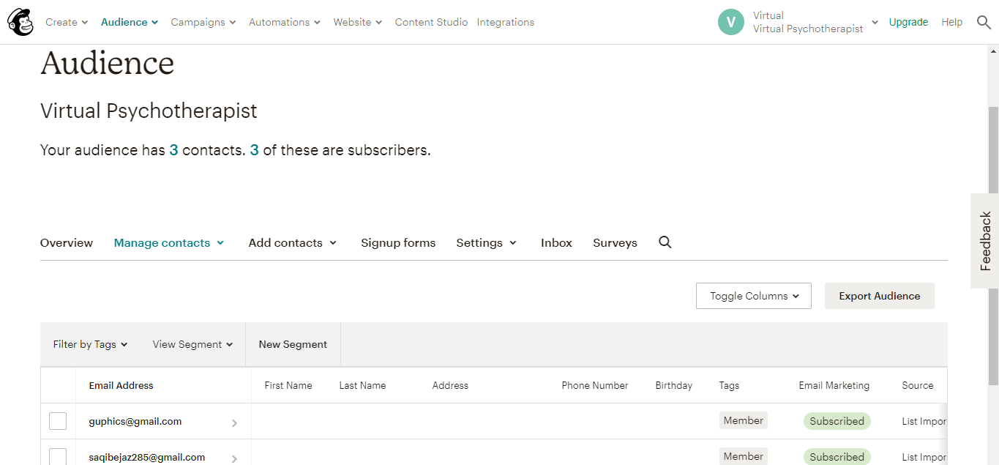 Create Audience Campaigns Automations Website Content Studio Integrations V Virtual Virtual Psychotherapist Upgrade Help
Audience
Virtual Psychotherapist
Your audience has 3 contacts. 3 of these are subscribers.
Feedback
Overview Manage contacts Add contacts Signup forms Settings Inbox Surveys
Toggle Columns Export Audience
Filter by Tags View Segment New Segment
Email Address First Name Last Name Address Phone Number Birthday Tags Email Marketing Source
guphics@gmail.com Member Subscribed List Impor
saqibejaz285@gmail.com Member Subscribed List Impor